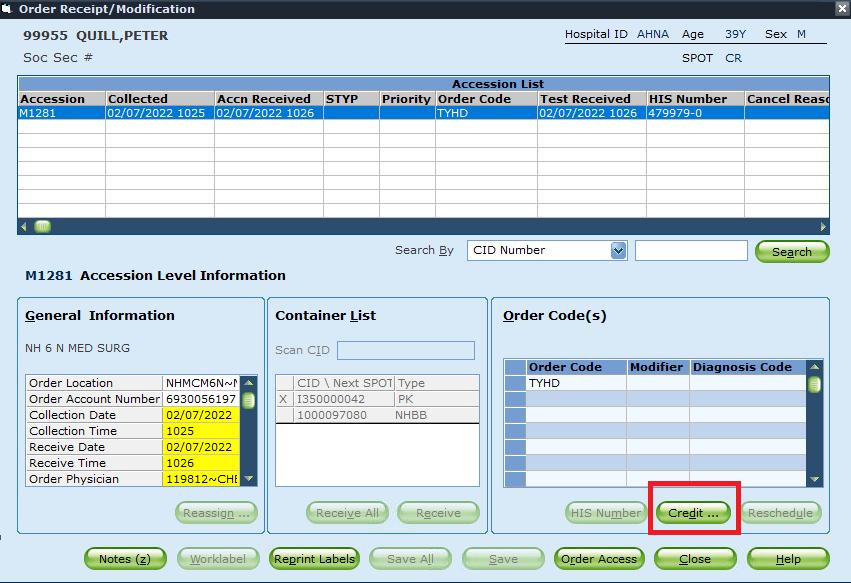 Order Receipt/Modification
99955 QUILL,PETER
Hospital ID AHNA Age 39Y Sex M
Soc Sec #
SPOT CR
Accession List
Accession Collected Accn Received STYP Priority Order Code Test Received HIS Number Cancel Reaso
M1281 02/07/2022 1025 02/07/2022 1026 TYHD 02/07/2022 1026 479979-0
Search By CID Number Search
M1281 Accession Level Information
General Information
NH 6 N MED SURG
Order Location NHMCM6N~N
Order Account Number 6930056197
Collection Date 02/07/2022
Collection Time 1025
Receive Date 02/07/2022
Receive Time 1026
Order Physician 119812~CHE
Reassign ...
Container List
Scan CID
CID \ Next SPOT Type
X I350000042 PK
1000097080 NHBB
Receive All Receive
Order Code(s)
Order Code Modifier Diagnosis Code
TYHD
HIS Number Credit ... Reschedule
Notes (z) Worklabel Reprint Labels Save All Save Order Access Close Help